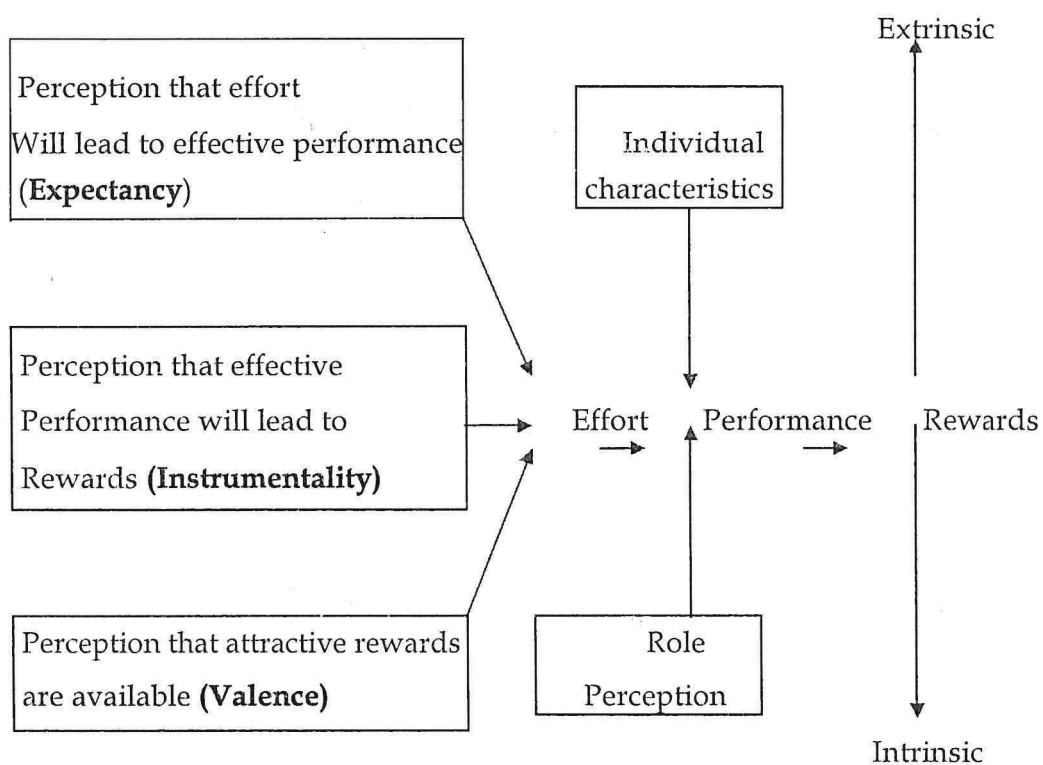 Extrinsic
Perception that effort
Will lead to effective performance
(Expectancy)
Individual
characteristics
Perception that effective
Performance will lead to
Rewards (Instrumentality)
Effort
Performance
Rewards
Perception that attractive rewards
are available (Valence)
Role
Perception
Intrinsic